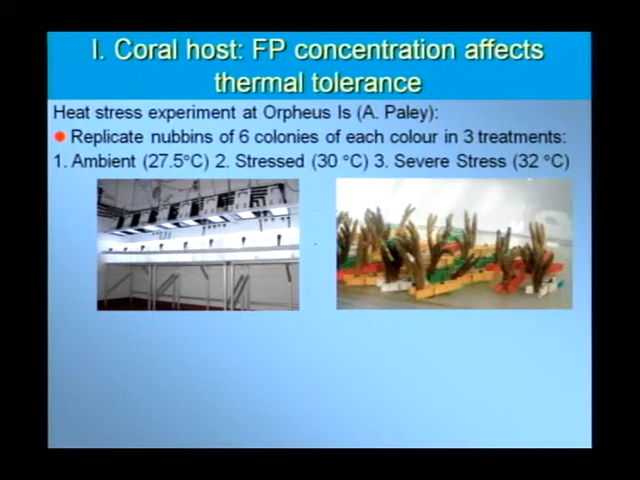 I. Coral host: FP concentration affects
thermal tolerance
Heat stress experiment at Orpheus Is (A. Paley):
Replicate nubbins of 6 colonies of each colour in 3 treatments:
1. Ambient (27.5°C) 2. Stressed (30 °C) 3. Severe Stress (32 °C)